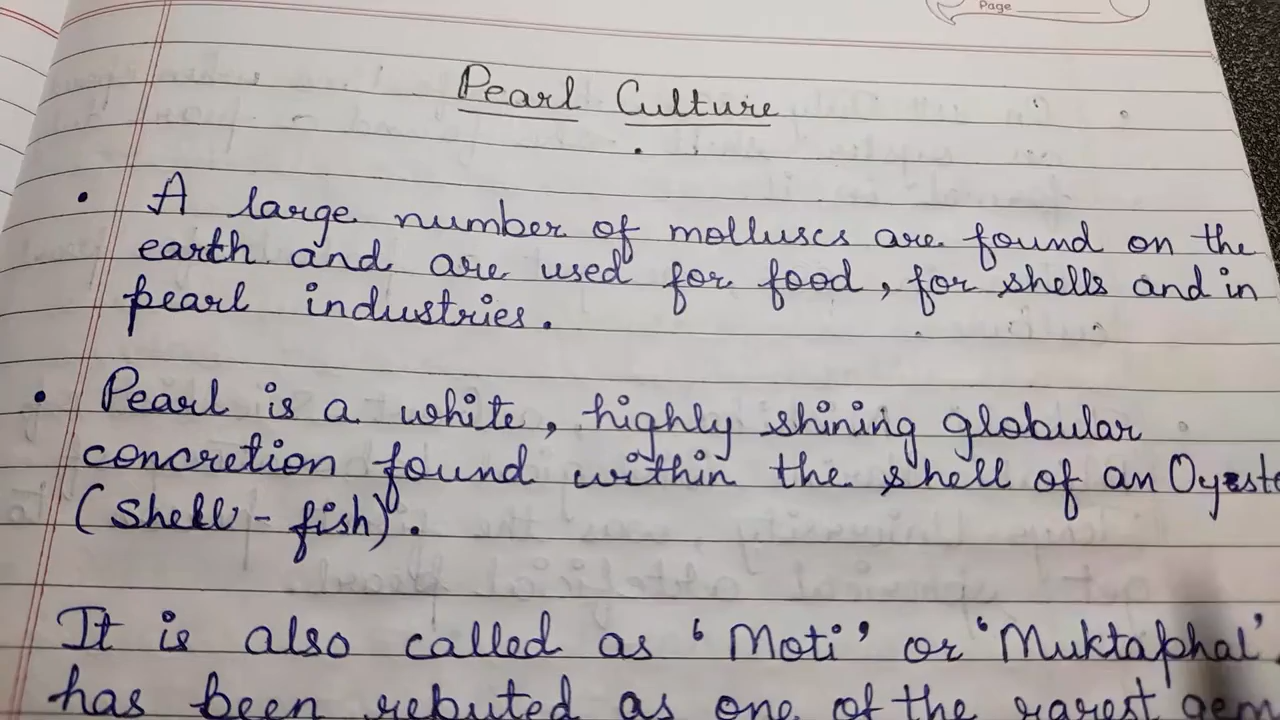 Page
Pearl Culture
• A large number of molluscs are found on the
earth and are used for food, for shells and in
pearl industries.
• Pearl is a white, highly shining globular
concretion found within the shell of an Oyste
(Shell-fish).
It is also called as 'Moti' or 'Muktaphal'.
has been reputed as one of the rarest gem